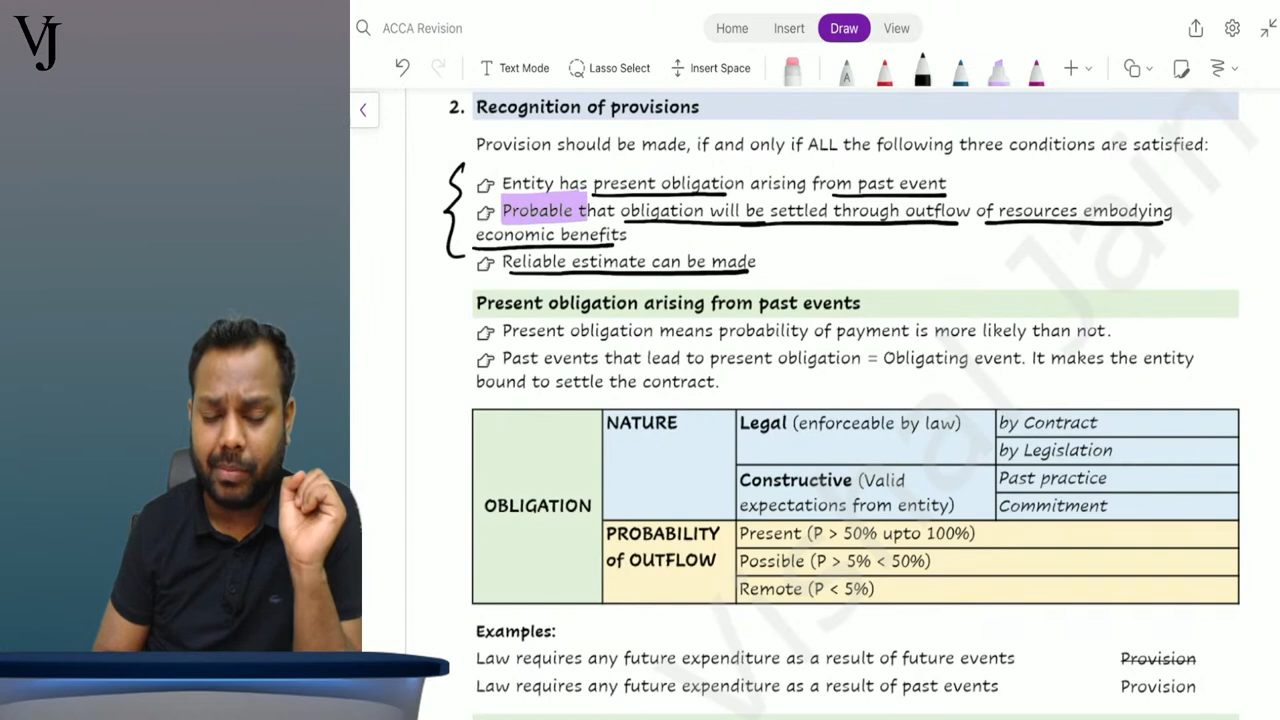 VJ
ACCA Revision
Home Insert Draw View
Text Mode Lasso Select Insert Space
2. Recognition of provisions
Provision should be made, if and only if ALL the following three conditions are satisfied:
Entity has present obligation arising from past event
Probable that obligation will be settled through outflow of resources embodying
economic benefits
Reliable estimate can be made
Present obligation arising from past events
Present obligation means probability of payment is more likely than not.
Past events that lead to present obligation = Obligating event. It makes the entity
bound to settle the contract.
OBLIGATION
NATURE
Legal (enforceable by law)
by Contract
by Legislation
Constructive (Valid
expectations from entity)
Past practice
Commitment
PROBABILITY
of OUTFLOW
Present (P > 50% upto 100%)
Possible (P > 5% < 50%)
Remote (P < 5%)
Examples:
Law requires any future expenditure as a result of future events Provision
Law requires any future expenditure as a result of past events Provision
Vishal Jain